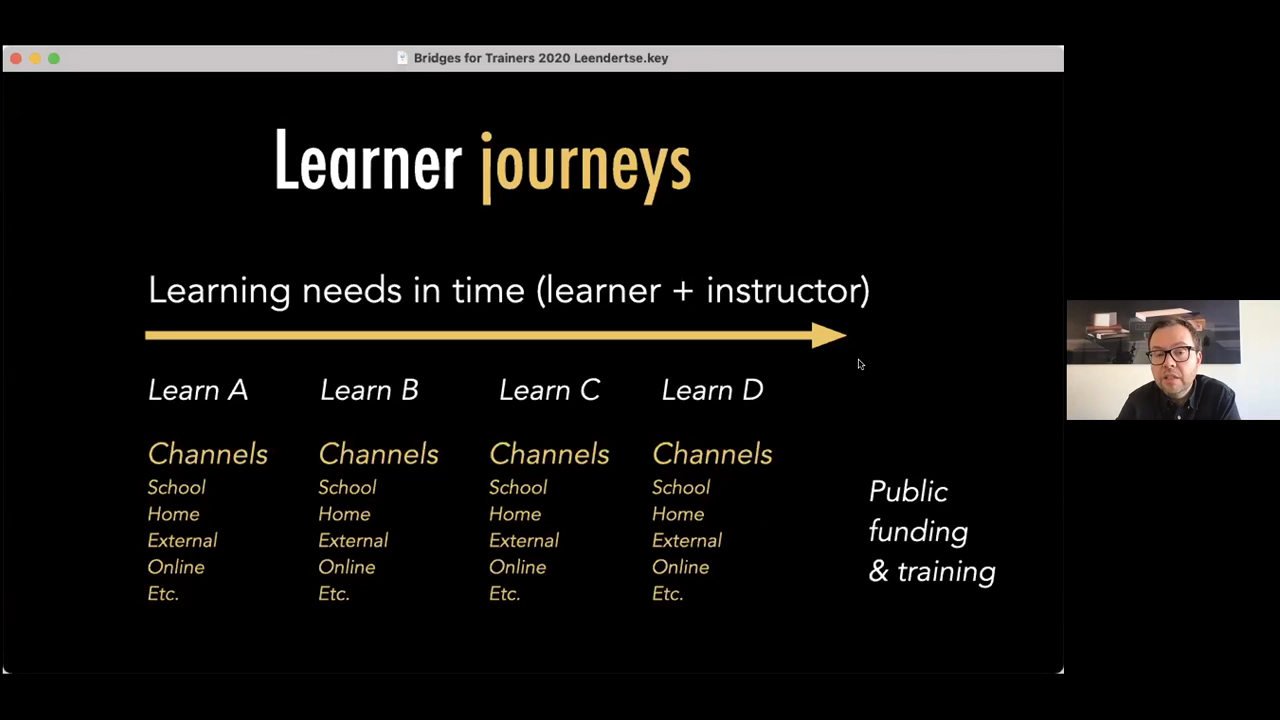 Bridges for Trainers 2020 Leendertse.key
Learner journeys
Learning needs in time (learner + instructor)
Learn A Learn B Learn C Learn D
Channels Channels Channels Channels
School School School School
Home Home Home Home
External External External External
Online Online Online Online
Etc. Etc. Etc. Etc.
Public
funding
& training